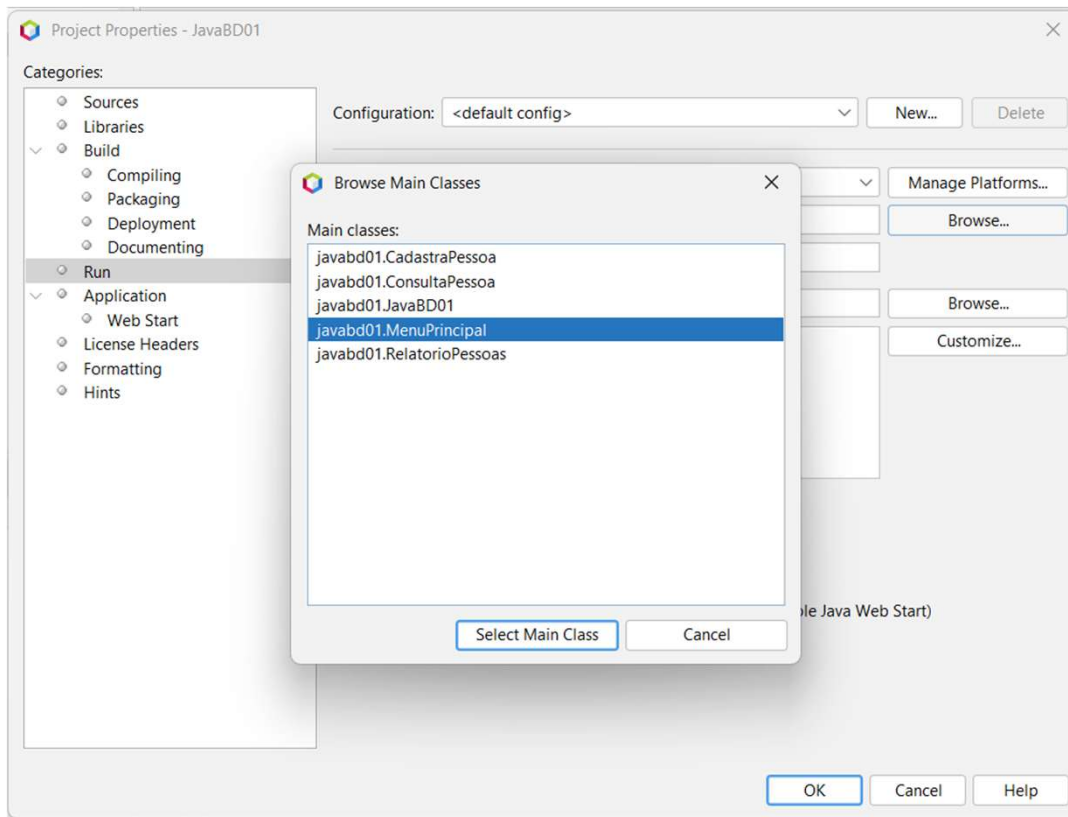 Project Properties - JavaBD01
Categories:
Sources
Libraries
Build
Compiling
Packaging
Deployment
Documenting
Run
Application
Web Start
License Headers
Formatting
Hints
Configuration: <default config> New... Delete
Manage Platforms...
Browse...
Browse...
Customize...
Browse Main Classes
Main classes:
javabd01.CadastraPessoa
javabd01.ConsultaPessoa
javabd01.JavaBD01
javabd01.MenuPrincipal
javabd01.RelatorioPessoas
Select Main Class Cancel
Java Web Start)
OK Cancel Help